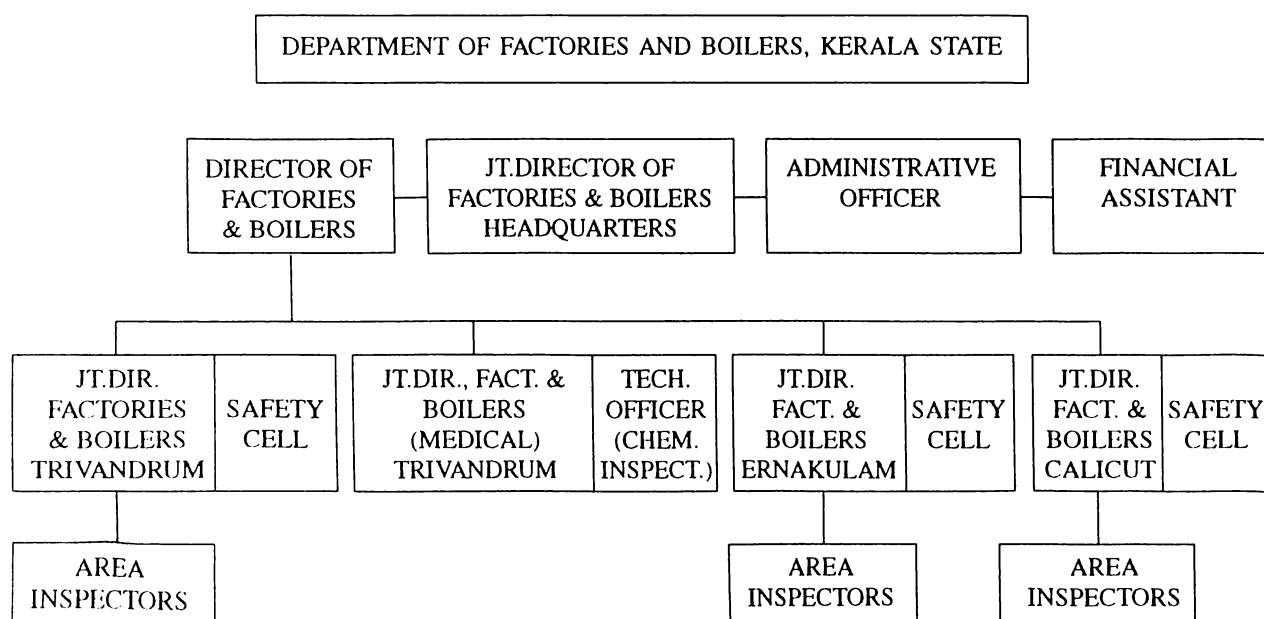 DEPARTMENT OF FACTORIES AND BOILERS, KERALA STATE
DIRECTOR OF
FACTORIES
& BOILERS
JT.DIRECTOR OF
FACTORIES & BOILERS
HEADQUARTERS
ADMINISTRATIVE
OFFICER
FINANCIAL
ASSISTANT
JT.DIR.
FACTORIES
& BOILERS
TRIVANDRUM
SAFETY
CELL
JT.DIR., FACT. &
BOILERS
(MEDICAL)
TRIVANDRUM
TECH.
OFFICER
(CHEM.
INSPECT.)
JT.DIR.
FACT. &
BOILERS
ERNAKULAM
SAFETY
CELL
JT.DIR.
FACT. &
BOILERS
CALICUT
SAFETY
CELL
AREA
INSPECTORS
AREA
INSPECTORS
AREA
INSPECTORS